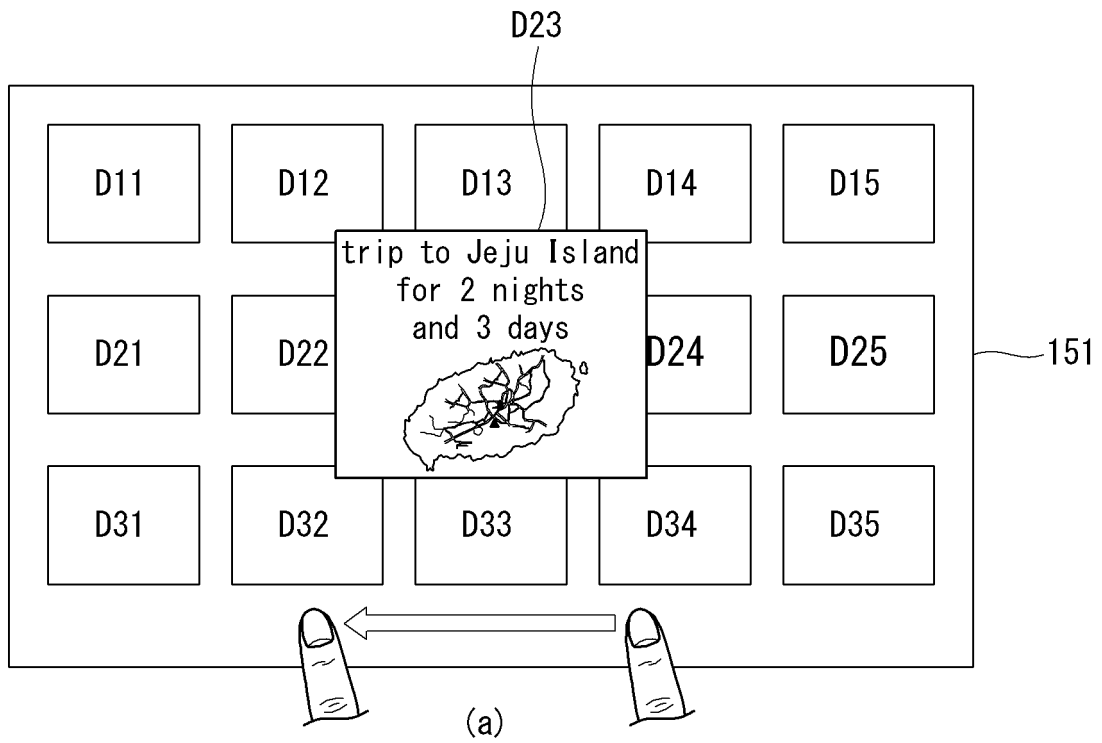 D23
D11
D12
D13
D14
D15
trip to Jeju Island
for 2 nights
and 3 days
D21
D22
D24
D25
151
D31
D32
D33
D34
D35
(a)